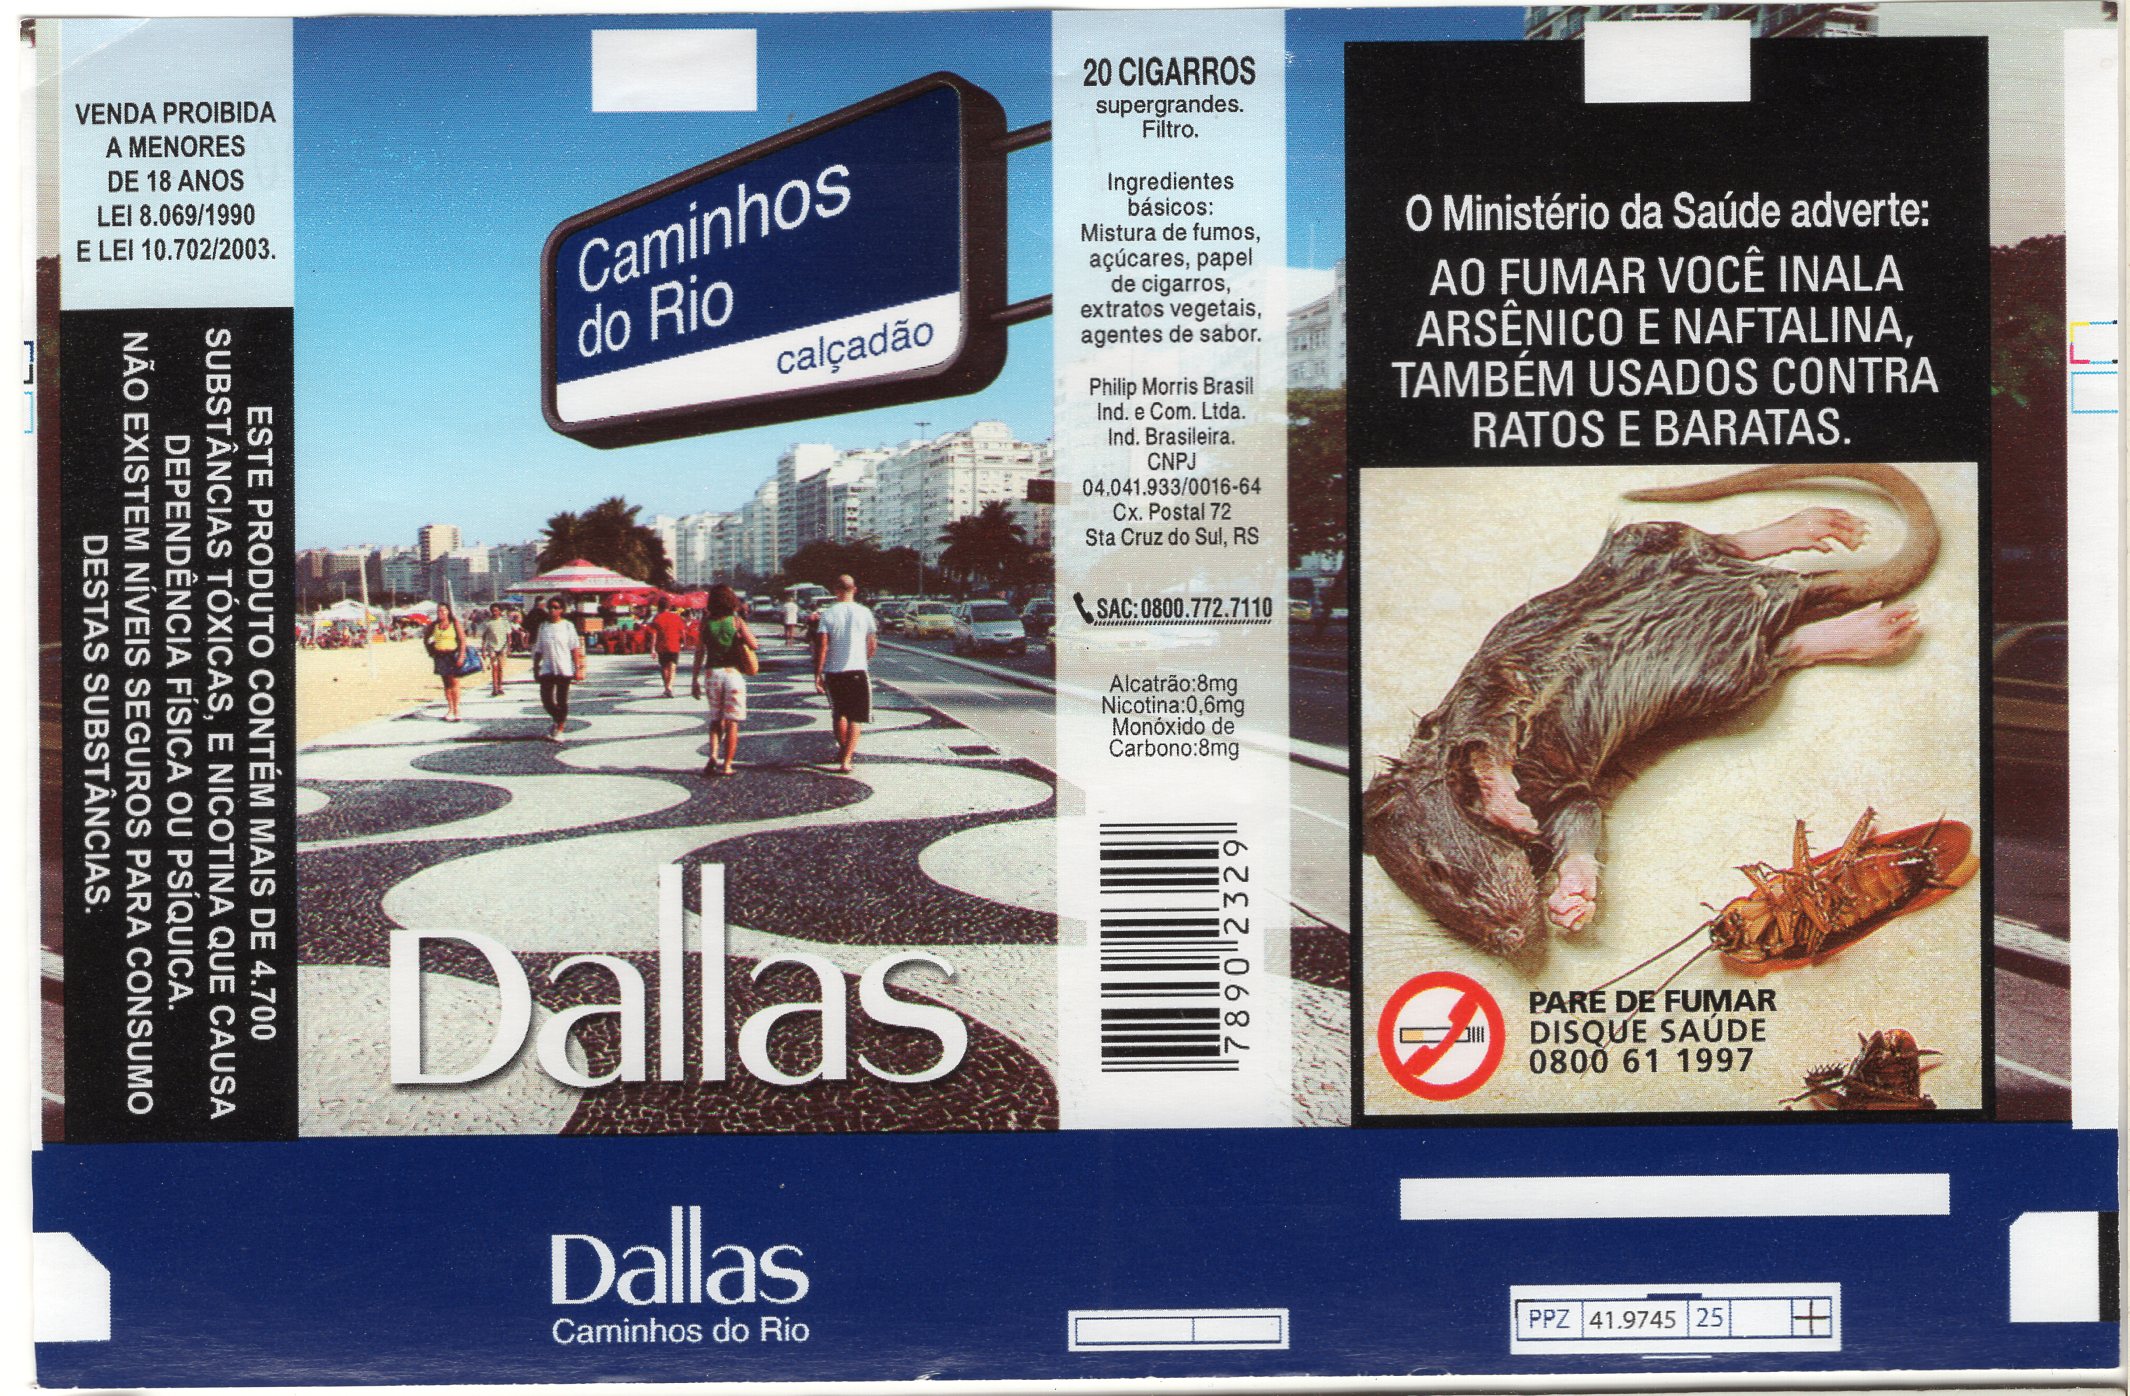 VENDA PROIBIDA
A MENORES
DE 18 ANOS
LEI 8.069/1990
E LEI 10.702/2003.
ESTE PRODUTO CONTÉM MAIS DE 4.700
SUBSTÂNCIAS TÓXICAS, E NICOTINA QUE CAUSA
DEPENDÊNCIA FÍSICA OU PSÍQUICA.
NÃO EXISTEM NÍVEIS SEGUROS PARA CONSUMO
DESTAS SUBSTÂNCIAS.
Caminhos
do Rio
calçadão
Dallas
20 CIGARROS
supergrandes.
Filtro.
Ingredientes
básicos:
Mistura de fumos,
açúcares, papel
de cigarros,
extratos vegetais,
agentes de sabor.
Philip Morris Brasil
Ind. e Com. Ltda.
Ind. Brasileira.
CNPJ
04.041.933/0016-64
Cx. Postal 72
Sta Cruz do Sul, RS
SAC: 0800.772.7110
Alcatrão:8mg
Nicotina:0,6mg
Monóxido de
Carbono:8mg
78902329
O Ministério da Saúde adverte:
AO FUMAR VOCÊ INALA
ARSÊNICO E NAFTALINA,
TAMBÉM USADOS CONTRA
RATOS E BARATAS.
PARE DE FUMAR
DISQUE SAÚDE
0800 61 1997
Dallas
Caminhos do Rio
PPZ 41.9745 25